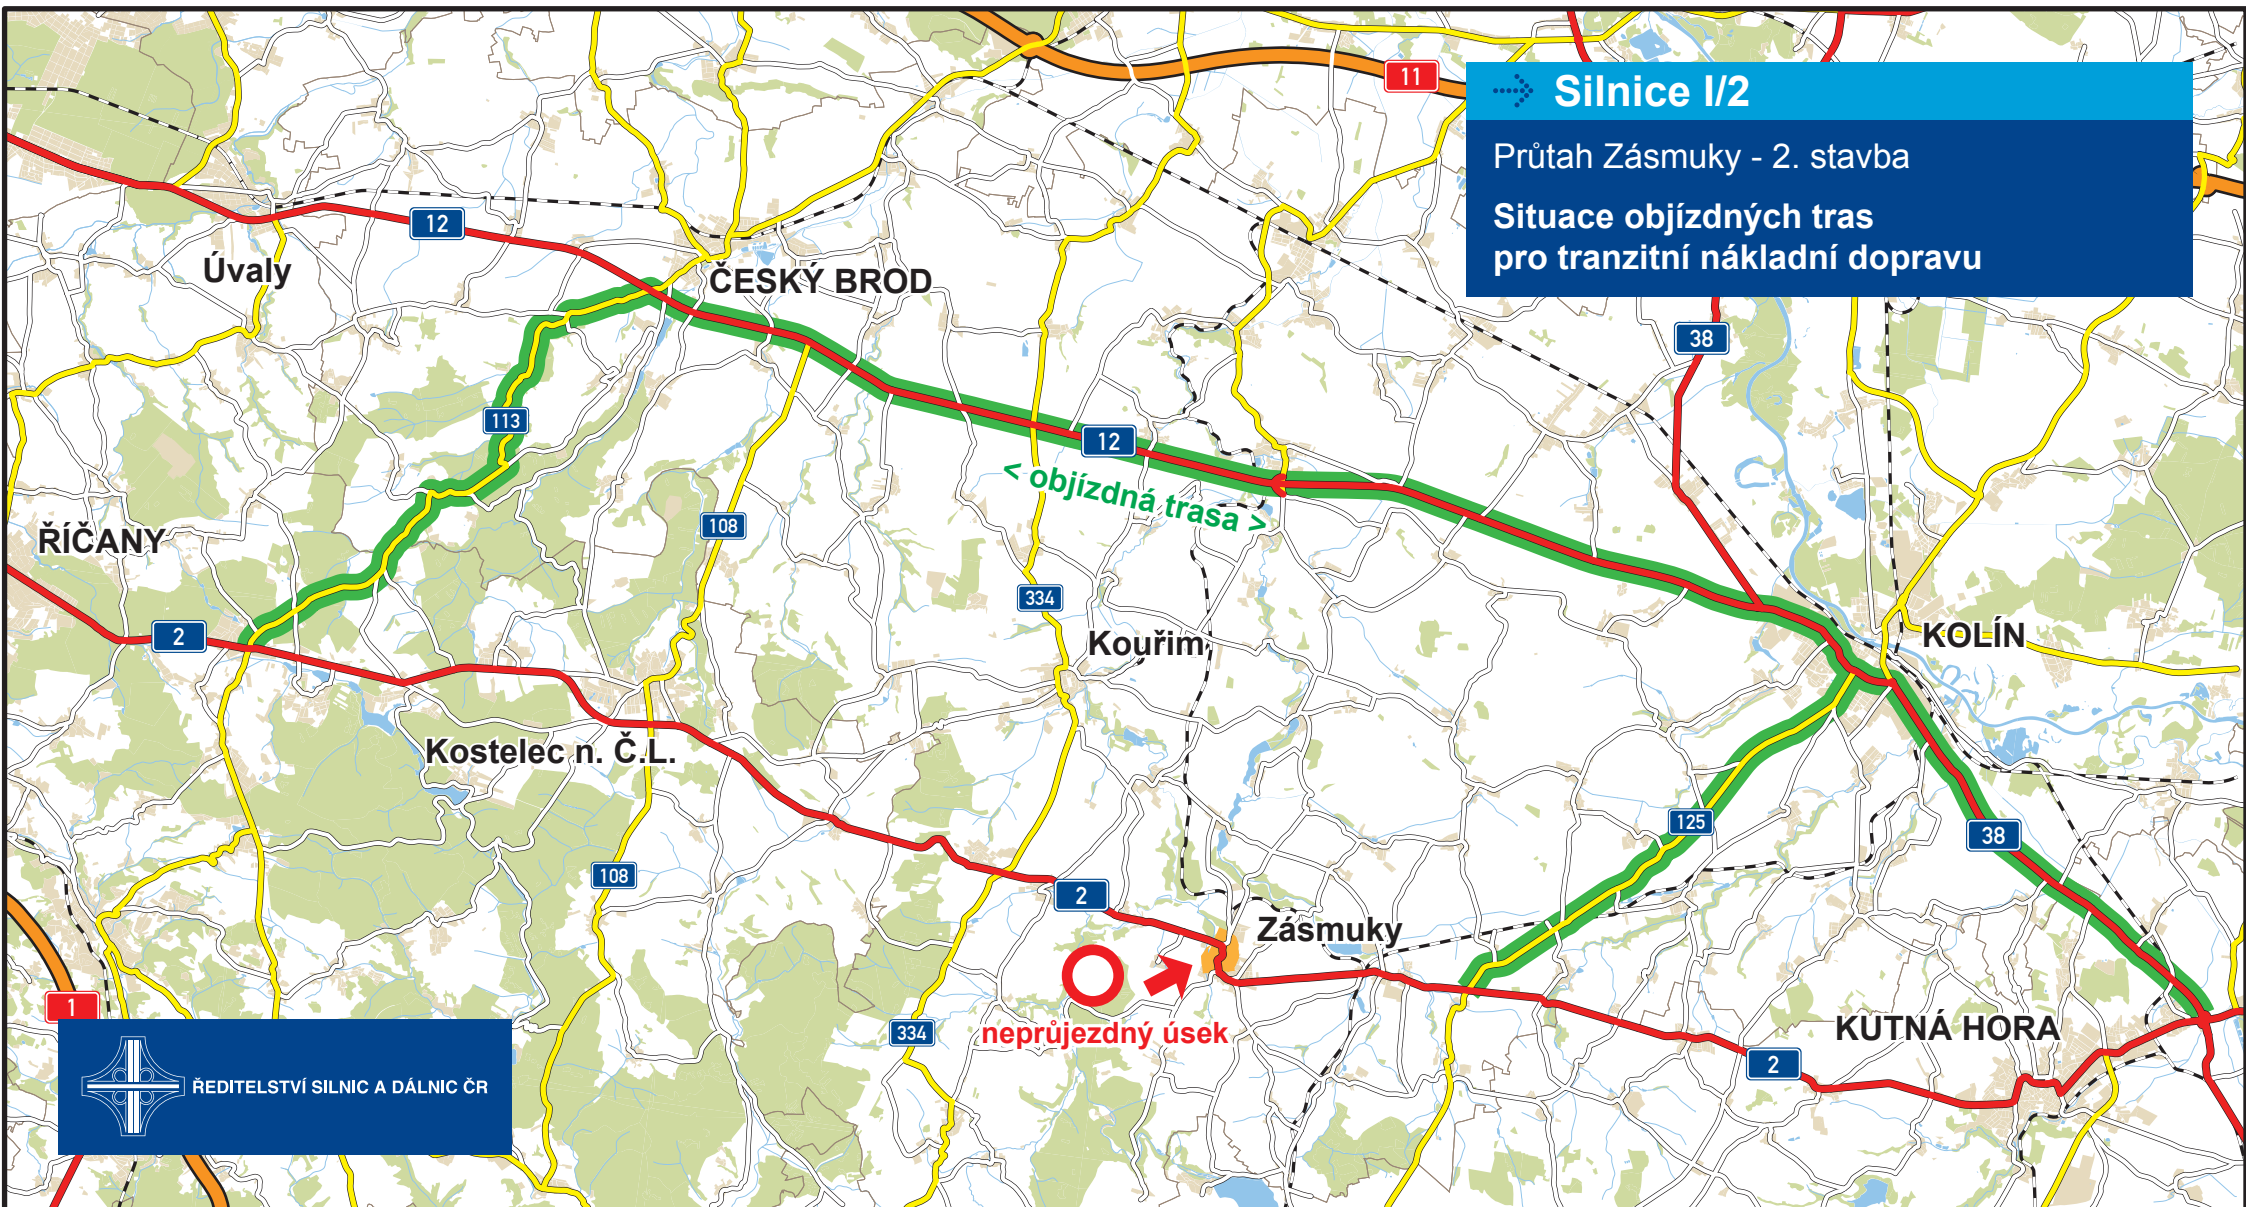 11
Silnice I/2
Průtah Zásmuky - 2. stavba
Situace objízdných tras
pro tranzitní nákladní dopravu
12
Úvaly
ČESKÝ BROD
38
113
12
< objízdná trasa >
108
ŘÍČANY
334
2
Kouřim
KOLÍN
Kostelec n. Č.L.
125
38
108
2
Zásmuky
1
neprůjezdný úsek
334
KUTNÁ HORA
2
ŘEDITELSTVÍ SILNIC A DÁLNIC ČR